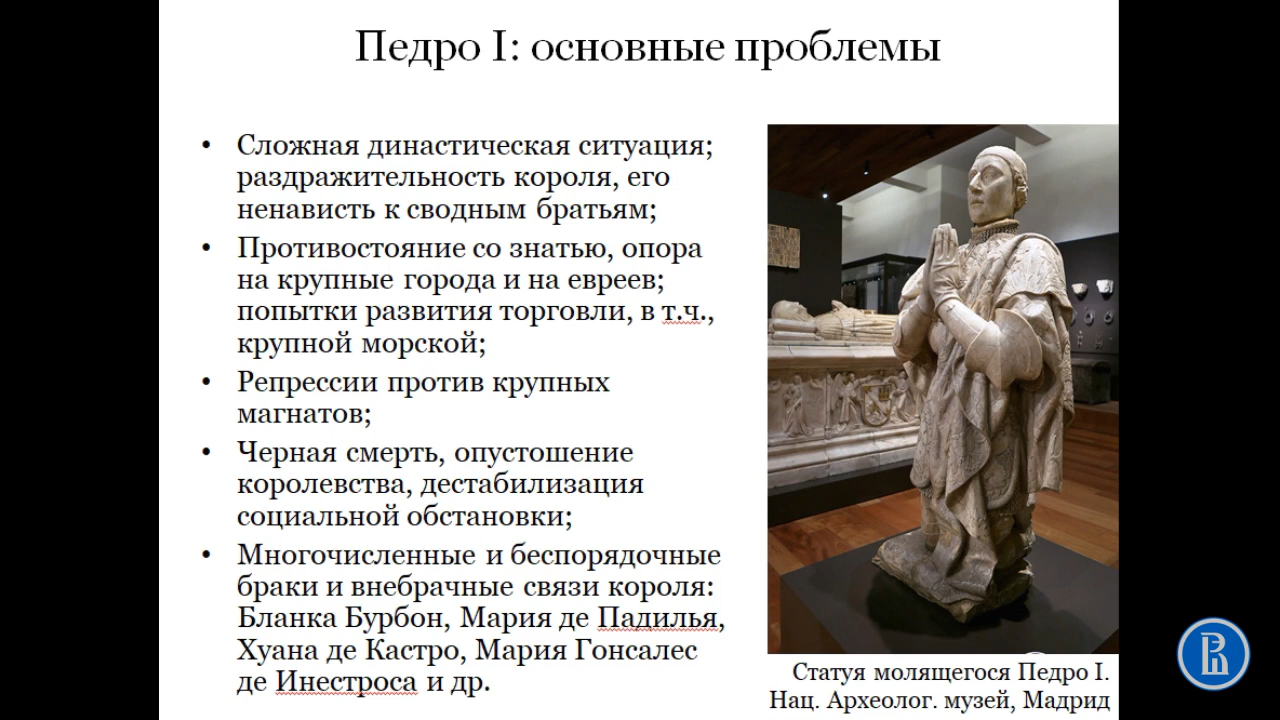 Педро I: основные проблемы
• Сложная династическая ситуация;
раздражительность короля, его
ненависть к сводным братьям;
• Противостояние со знатью, опора
на крупные города и на евреев;
попытки развития торговли, в т.ч.,
крупной морской;
• Репрессии против крупных
магнатов;
• Черная смерть, опустошение
королевства, дестабилизация
социальной обстановки;
• Многочисленные и беспорядочные
браки и внебрачные связи короля:
Бланка Бурбон, Мария де Падилья,
Хуана де Кастро, Мария Гонсалес
де Инестроса и др.
Статуя молящегося Педро I.
Нац. Археолог. музей, Мадрид